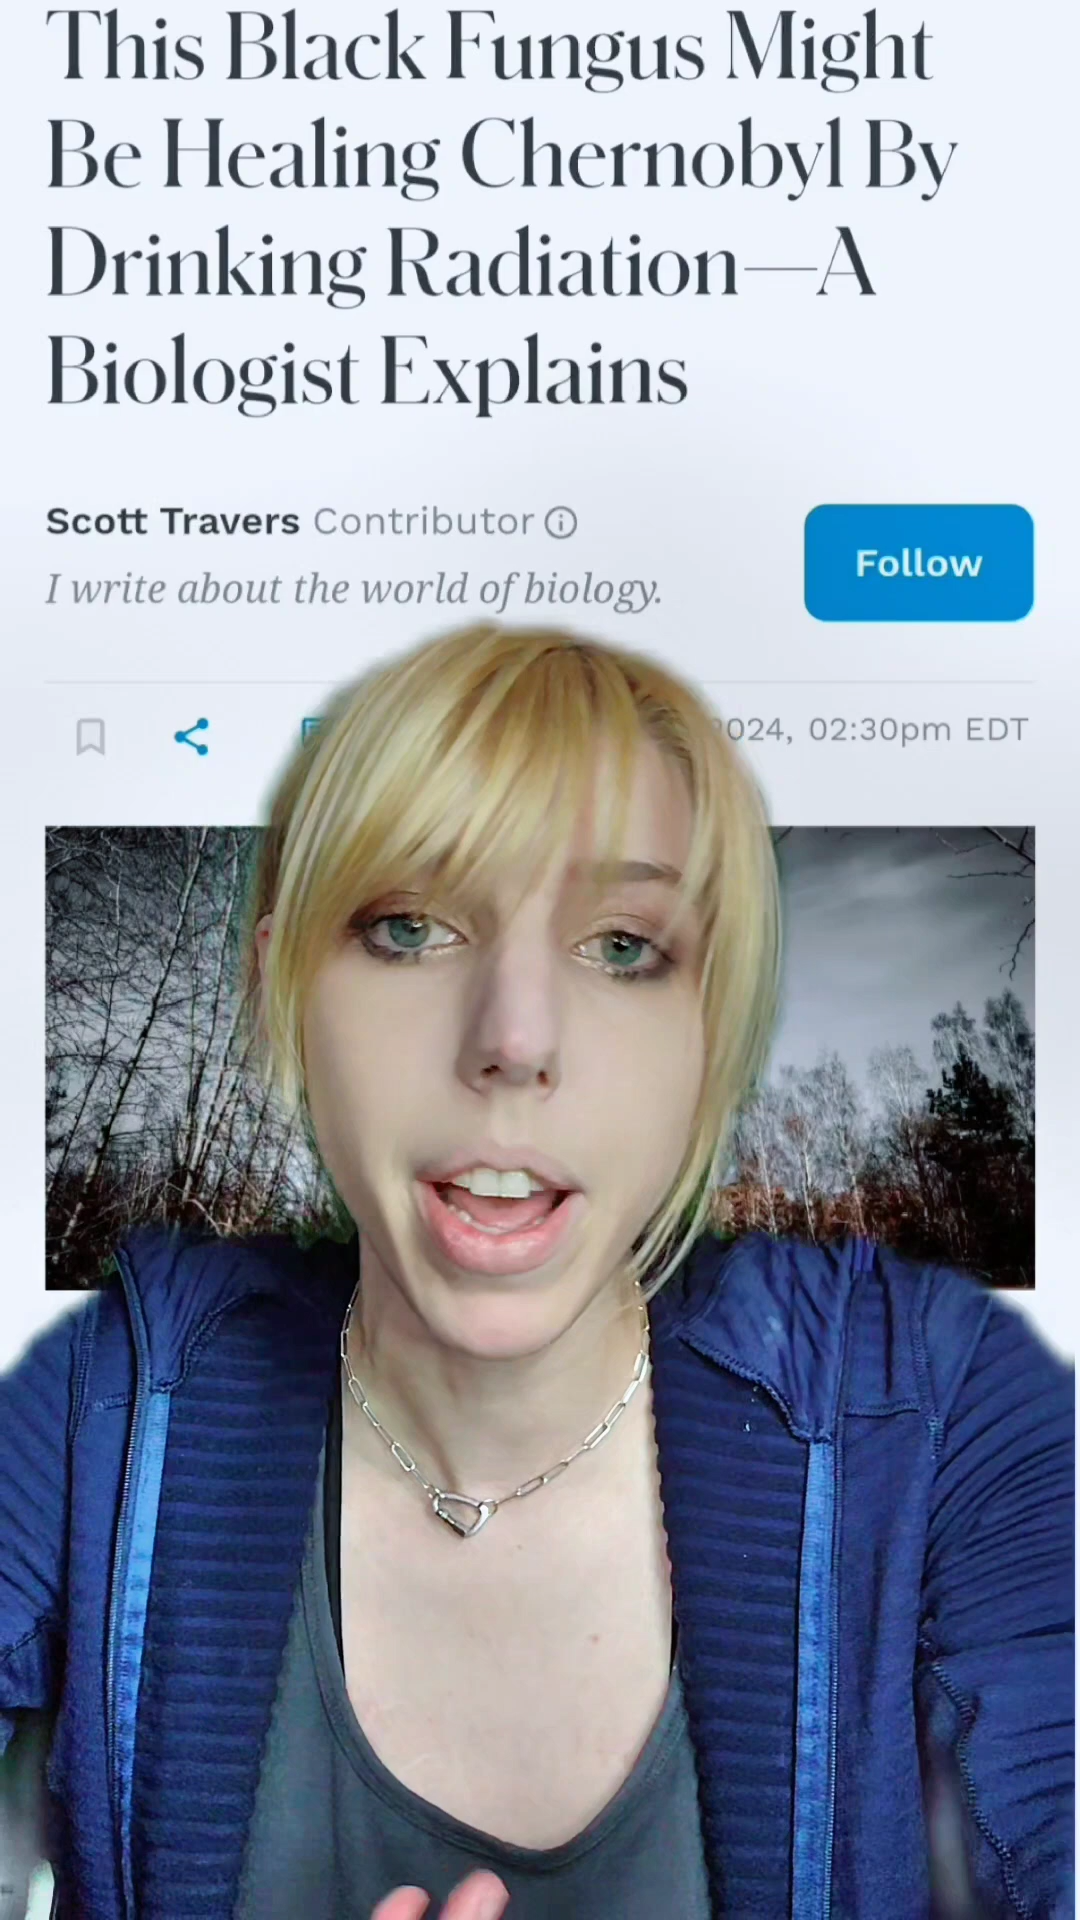 This Black Fungus Might
Be Healing Chernobyl By
Drinking Radiation—A
Biologist Explains
Scott Travers Contributor
Follow
I write about the world of biology.
2024, 02:30pm EDT